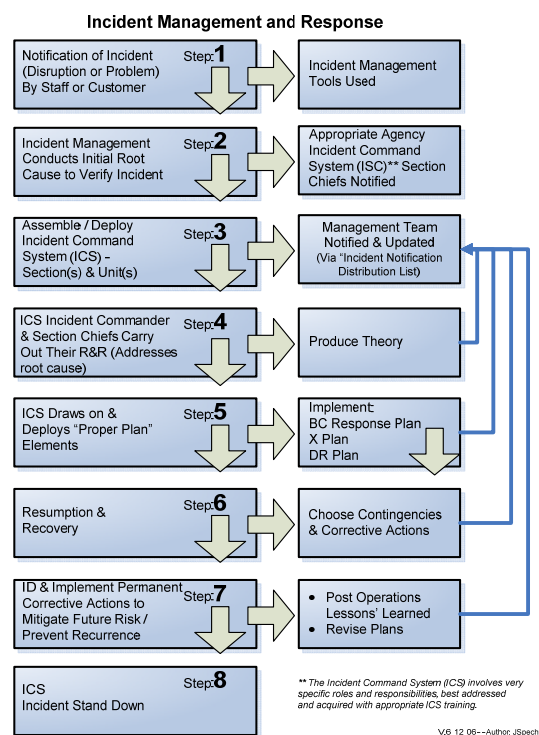 Incident Management and Response
Notification of Incident
(Disruption or Problem)
By Staff or Customer
Step:1
Incident Management
Tools Used
Incident Management
Conducts Initial Root
Cause to Verify Incident
Step:2
Appropriate Agency
Incident Command
System (ISC)** Section
Chiefs Notified
Assemble / Deploy
Incident Command
System (ICS) –
Section(s) & Unit(s)
Step:3
Management Team
Notified & Updated
(Via "Incident Notification
Distribution List)
ICS Incident Commander
& Section Chiefs Carry
Out Their R&R (Addresses
root cause)
Step:4
Produce Theory
ICS Draws on &
Deploys "Proper Plan"
Elements
Step:5
Implement:
BC Response Plan
X Plan
DR Plan
Resumption &
Recovery
Step:6
Choose Contingencies
& Corrective Actions
ID & Implement Permanent
Corrective Actions to
Mitigate Future Risk /
Prevent Recurrence
Step:7
• Post Operations
Lessons' Learned
• Revise Plans
ICS
Incident Stand Down
Step:8
** The Incident Command System (ICS) involves very
specific roles and responsibilities, best addressed
and acquired with appropriate ICS training.
V.6 12 06--Author: JSpech